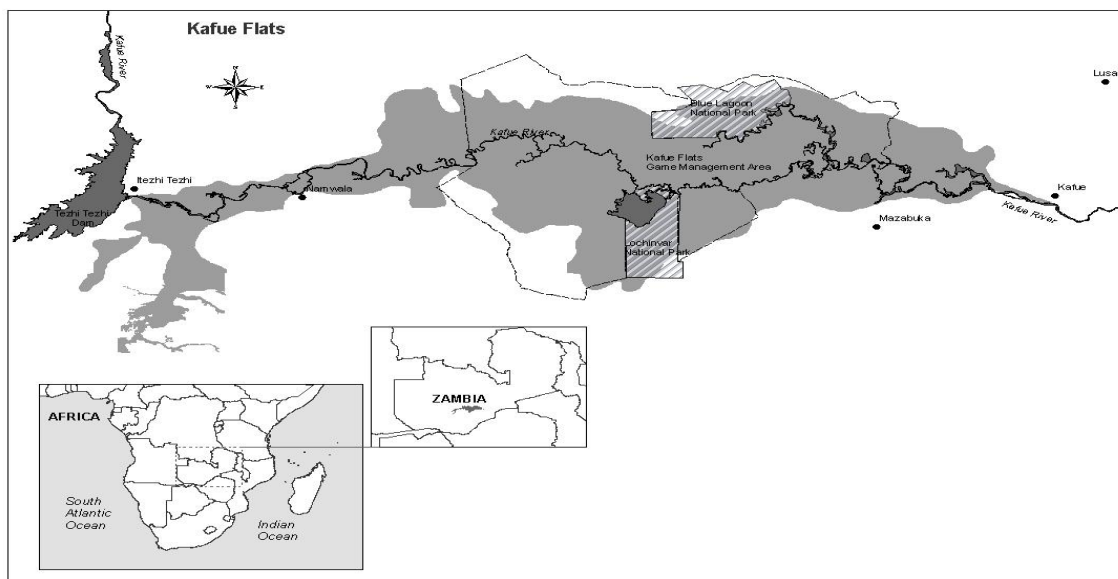 Kafue Flats
Kafue River
N
W
E
S
Lusa
Blue Lagoon
National Park
Kafue River
Kafue Flats
Game Management Area
Itezhi Tezhi
Namwala
Kafue
Tezhi Tezhi
Dam
Kafue River
Mazabuka
Lochinvar
National Park
ZAMBIA
AFRICA
South
Atlantic
Ocean
Indian
Ocean